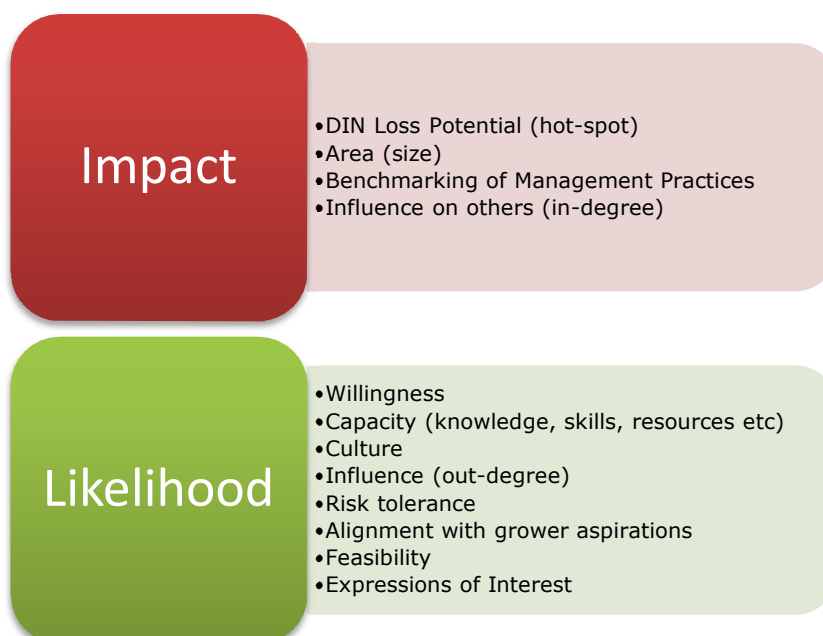 Impact
•DIN Loss Potential (hot-spot)
•Area (size)
•Benchmarking of Management Practices
•Influence on others (in-degree)
Likelihood
•Willingness
•Capacity (knowledge, skills, resources etc)
•Culture
•Influence (out-degree)
•Risk tolerance
•Alignment with grower aspirations
•Feasibility
•Expressions of Interest